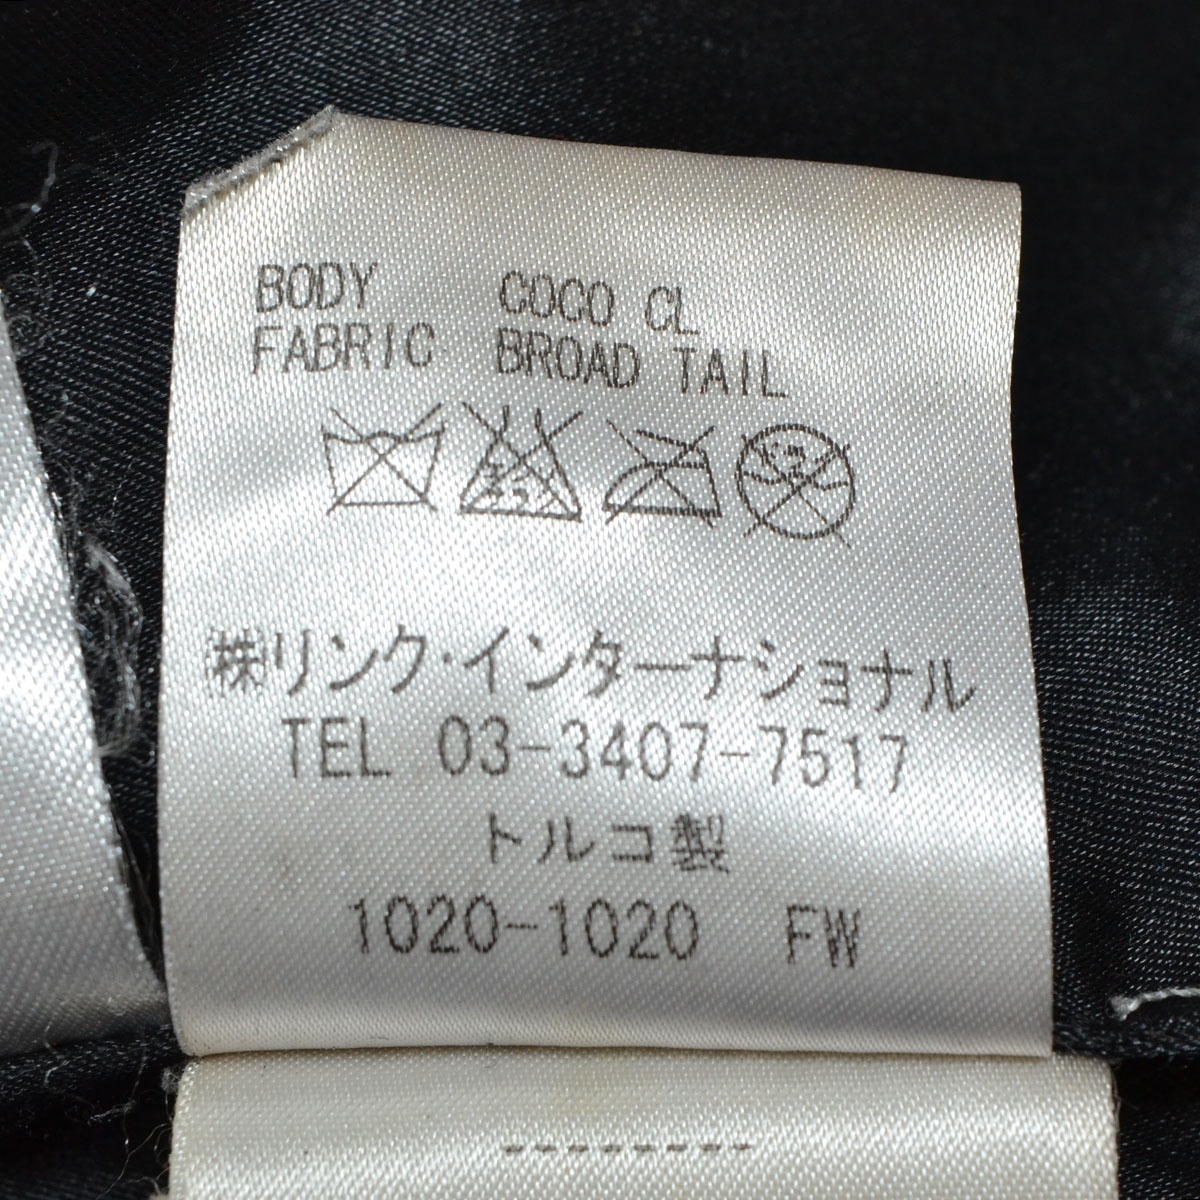 BODY COCO CL
FABRIC BROAD TAIL
㈱リンク・インターナショナル
TEL 03-3407-7517
トルコ製
1020-1020 FW
--------